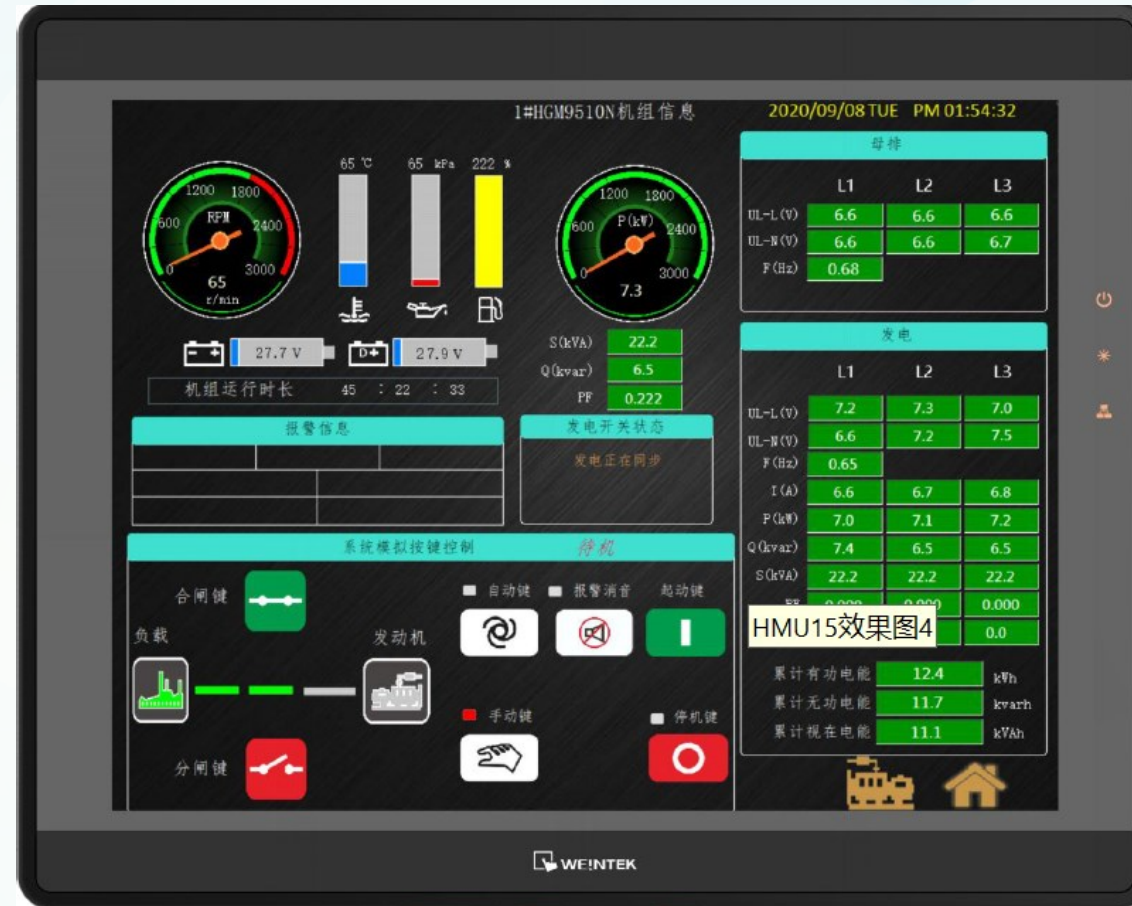 1#HGM9510N机组信息
2020/09/08 TUE PM 01:54:32
65 ℃
65 kPa
222 %
600
1200
1800
2400
3000
0
RPM
65
r/min
600
1200
1800
2400
3000
0
P(kW)
7.3
27.7 V
D+
27.9 V
机组运行时长 45 : 22 : 33
S(kVA) 22.2
Q(kvar) 6.5
PF 0.222
母排
L1 L2 L3
UL-L(V) 6.6 6.6 6.6
UL-N(V) 6.6 6.6 6.7
F(Hz) 0.68
报警信息
发电开关状态
发电正在同步
发电
L1 L2 L3
UL-L(V) 7.2 7.3 7.0
UL-N(V) 6.6 7.2 7.5
F(Hz) 0.65
I(A) 6.6 6.7 6.8
P(kW) 7.0 7.1 7.2
Q(kvar) 7.4 6.5 6.5
S(kVA) 22.2 22.2 22.2
0.000
HMU15效果图4
0.0
累计有功电能 12.4 kWh
累计无功电能 11.7 kvarh
累计视在电能 11.1 kVAh
系统模拟按键控制 待机
合闸键
自动键
报警消音
起动键
负载
发动机
手动键
停机键
分闸键
WEINTEK